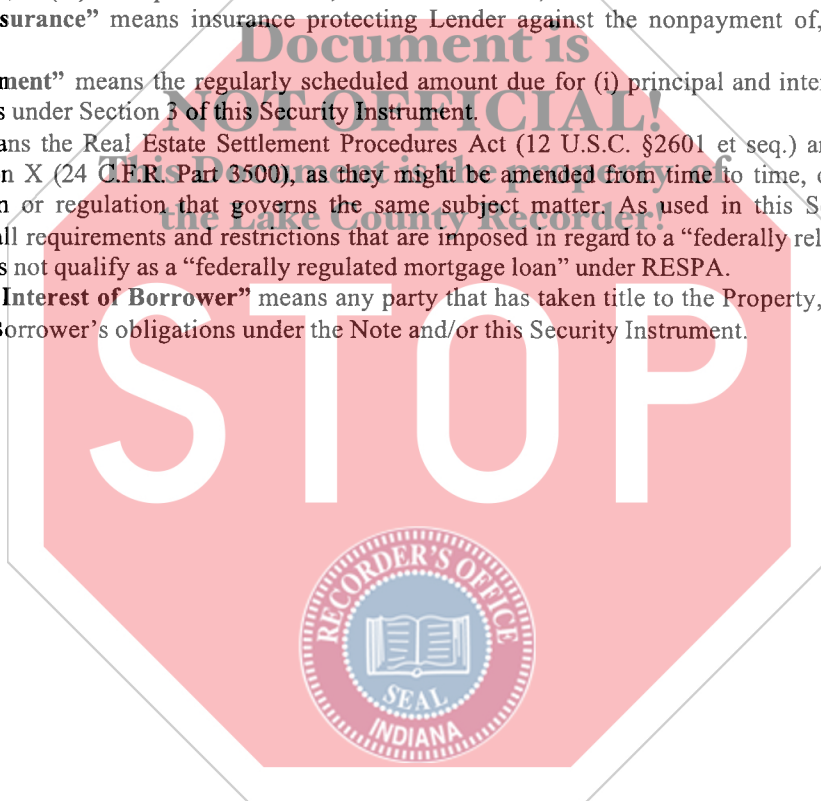 surance” means insurance protecting Lender against the nonpayment of,
Document is
ment” means the regularly scheduled amount due for (i) principal and inter
s under Section 3 of this Security Instrument.
NOT OFFICIAL!
ans the Real Estate Settlement Procedures Act (12 U.S.C. §2601 et seq.) an
n X (24 C.F.R. Part 3500), as they might be amended from time to time, o
This Document is the property of
n or regulation that governs the same subject matter. As used in this S
the Lake County Recorder!
ll requirements and restrictions that are imposed in regard to a “federally rel
s not qualify as a “federally regulated mortgage loan” under RESPA.
Interest of Borrower” means any party that has taken title to the Property,
Borrower’s obligations under the Note and/or this Security Instrument.
STOP
RECORDER’S OFFICE
SEAL
INDIANA